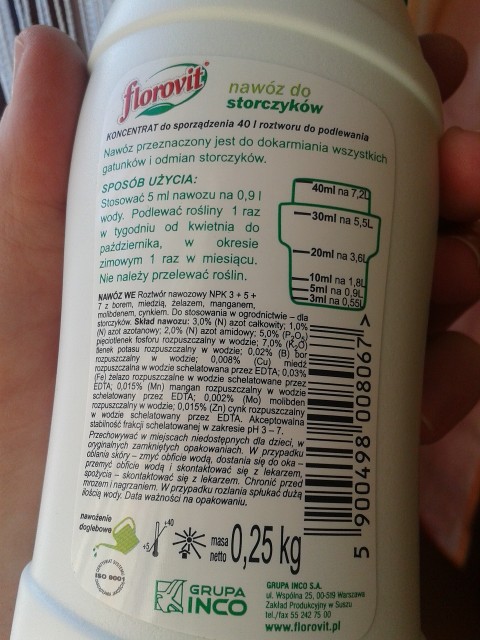 florovit
nawóz do
storczyków
KONCENTRAT do sporządzenia 40 l roztworu do podlewania
Nawóz przeznaczony jest do dokarmiania wszystkich
gatunków i odmian storczyków.
SPOSÓB UŻYCIA:
Stosować 5 ml nawozu na 0,9 l
wody. Podlewać rośliny 1 raz
w tygodniu od kwietnia do
października, w okresie
zimowym 1 raz w miesiącu.
Nie należy przelewać roślin.
40ml na 7,2L
30ml na 5,5L
20ml na 3,6L
10ml na 1,8L
5ml na 0,9L
3ml na 0,55L
NAWÓZ WE Roztwór nawozowy NPK 3 + 5 +
7 z borem, miedzią, żelazem, manganem,
molibdenem, cynkiem. Do stosowania w ogrodnictwie – dla
storczyków. Skład nawozu: 3,0% (N) azot całkowity; 1,0%
(N) azot azotanowy; 2,0% (N) azot amidowy; 5,0% (P2O5)
pięciotlenek fosforu rozpuszczalny w wodzie; 7,0% (K2O)
tlenek potasu rozpuszczalny w wodzie; 0,02% (B) bor
rozpuszczalny w wodzie; 0,008% (Cu) miedź
rozpuszczalna w wodzie schelatowana przez EDTA; 0,03%
(Fe) żelazo rozpuszczalne w wodzie schelatowane przez
EDTA; 0,015% (Mn) mangan rozpuszczalny w wodzie
schelatowany przez EDTA; 0,002% (Mo) molibden
rozpuszczalny w wodzie; 0,015% (Zn) cynk rozpuszczalny
w wodzie schelatowany przez EDTA. Akceptowalna
stabilność frakcji schelatowanej w zakresie pH 3 – 7.
Przechowywać w miejscach niedostępnych dla dzieci, w
oryginalnych zamkniętych opakowaniach. W przypadku
oblania skóry – zmyć obficie wodą, dostania się do oka –
przemyć obficie wodą i skontaktować się z lekarzem,
spożycia – skontaktować się z lekarzem. Chronić przed
mrozem i nagrzaniem. W przypadku rozlania spłukać dużą
ilością wody. Data ważności na opakowaniu.
5 900498 008067 >
nawożenie
doglebowe
+5
+40
masa
netto
0,25 kg
ISO 9001
GRUPA
INCO
GRUPA INCO S.A.
ul. Wspólna 25, 00-519 Warszawa
Zakład Produkcyjny w Suszu
tel./fax 55 242 75 00
www.florovit.pl